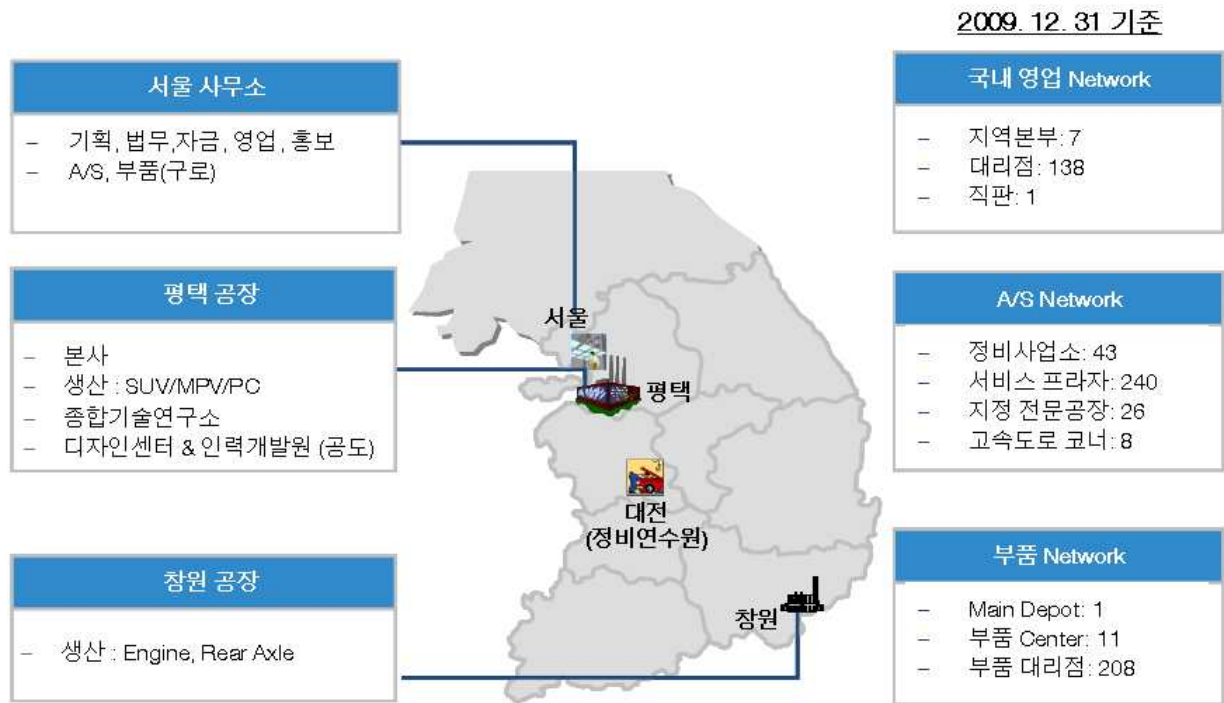 2009. 12. 31 기준
서울 사무소
- 기획, 법무,자금, 영업, 홍보
- A/S, 부품(구로)
평택 공장
- 본사
- 생산 : SUV/MPV/PC
- 종합기술연구소
- 디자인센터 & 인력개발원 (공도)
창원 공장
- 생산 : Engine, Rear Axle
서울
평택
대전
(정비연수원)
창원
국내 영업 Network
- 지역본부: 7
- 대리점: 138
- 직판: 1
A/S Network
- 정비사업소: 43
- 서비스 프라자: 240
- 지정 전문공장: 26
- 고속도로 코너: 8
부품 Network
- Main Depot: 1
- 부품 Center: 11
- 부품 대리점: 208